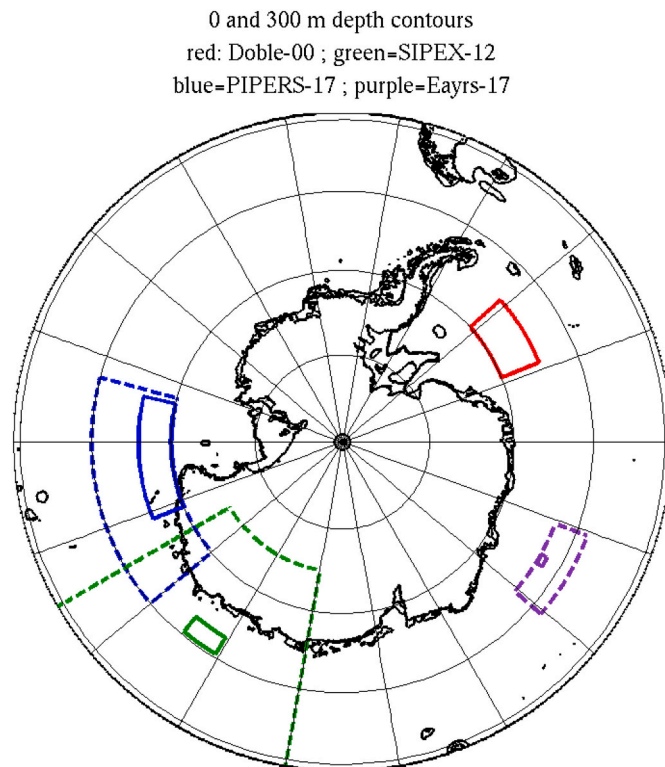 0 and 300 m depth contours
red: Doble-00 ; green=SIPEX-12
blue=PIPERS-17 ; purple=Eayrs-17